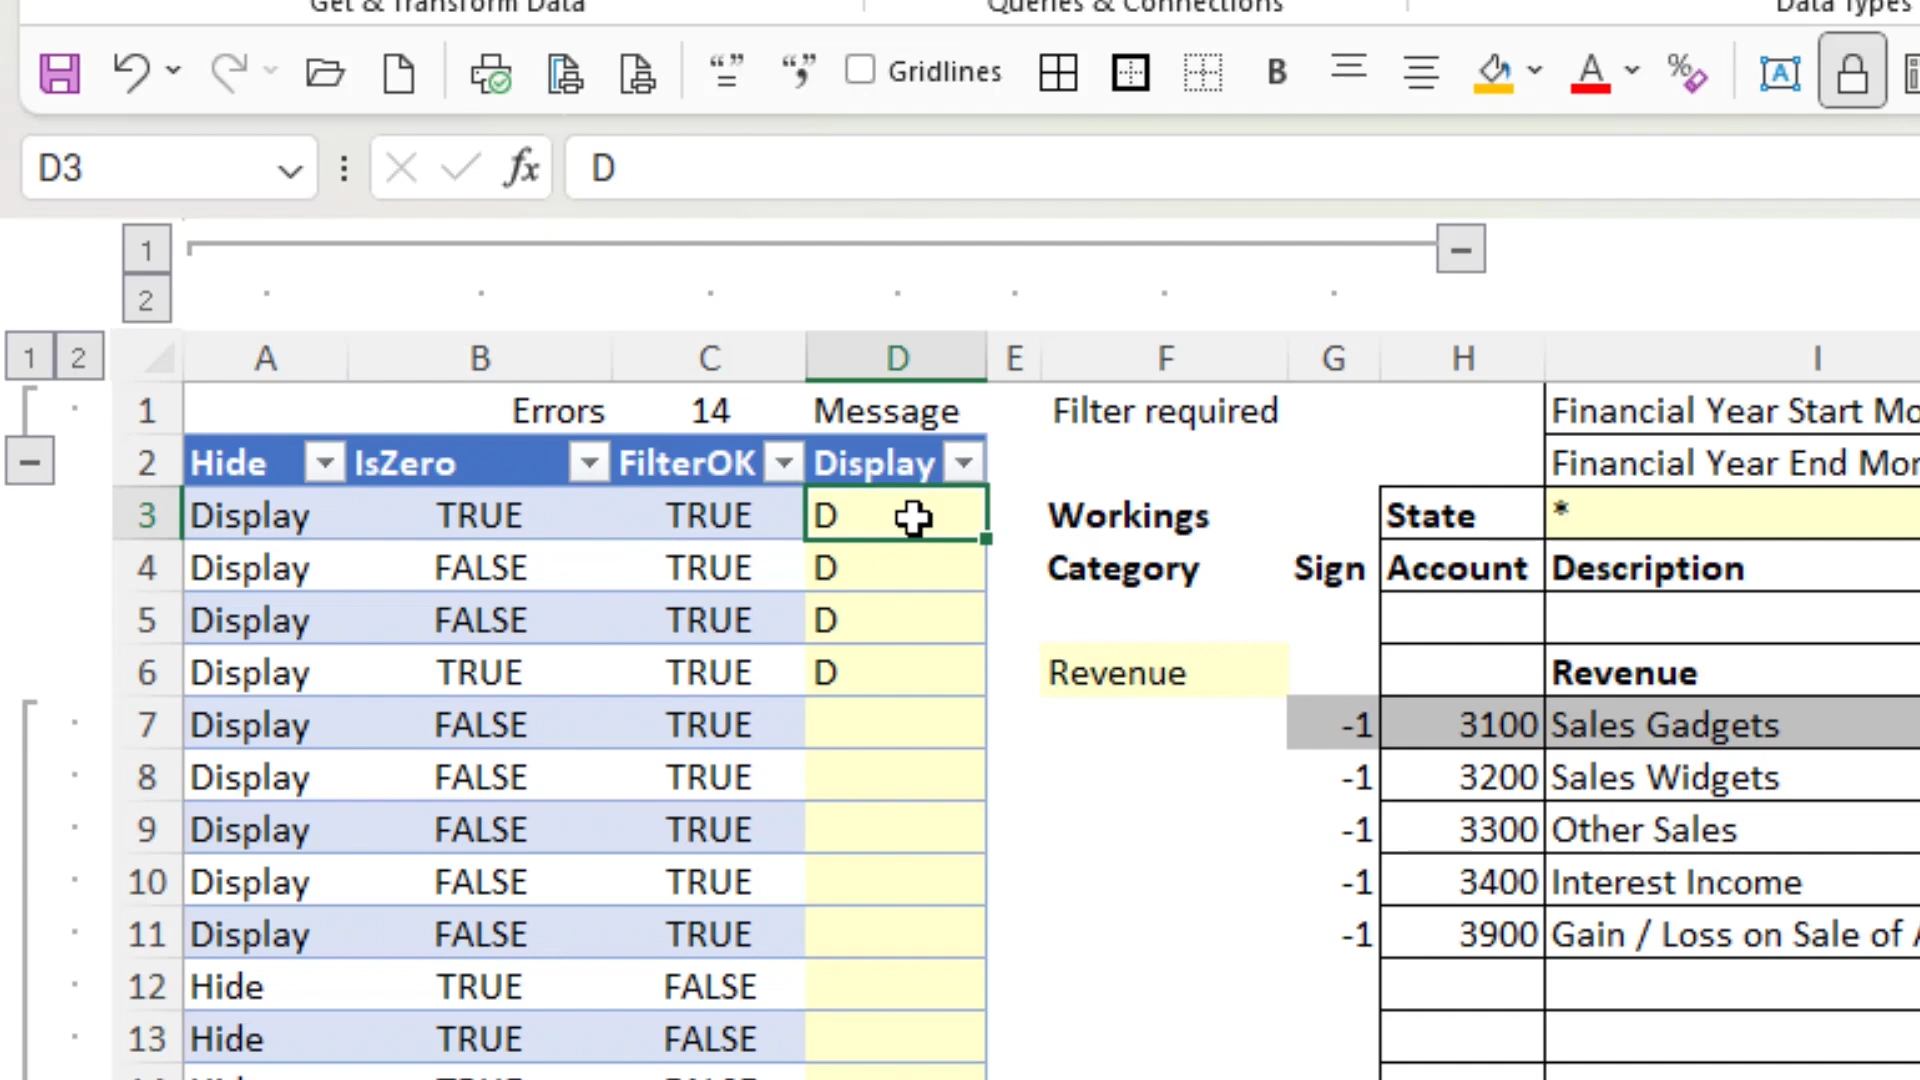 Get & Transform Data Queries & Connections Data Types
Gridlines B A
D3 fx D
1
2
1 2 A B C D E F G H I
1 Errors 14 Message Filter required Financial Year Start Mo
2 Hide IsZero FilterOK Display Financial Year End Mon
3 Display TRUE TRUE D Workings State *
4 Display FALSE TRUE D Category Sign Account Description
5 Display FALSE TRUE D
6 Display TRUE TRUE D Revenue Revenue
7 Display FALSE TRUE -1 3100 Sales Gadgets
8 Display FALSE TRUE -1 3200 Sales Widgets
9 Display FALSE TRUE -1 3300 Other Sales
10 Display FALSE TRUE -1 3400 Interest Income
11 Display FALSE TRUE -1 3900 Gain / Loss on Sale of A
12 Hide TRUE FALSE
13 Hide TRUE FALSE